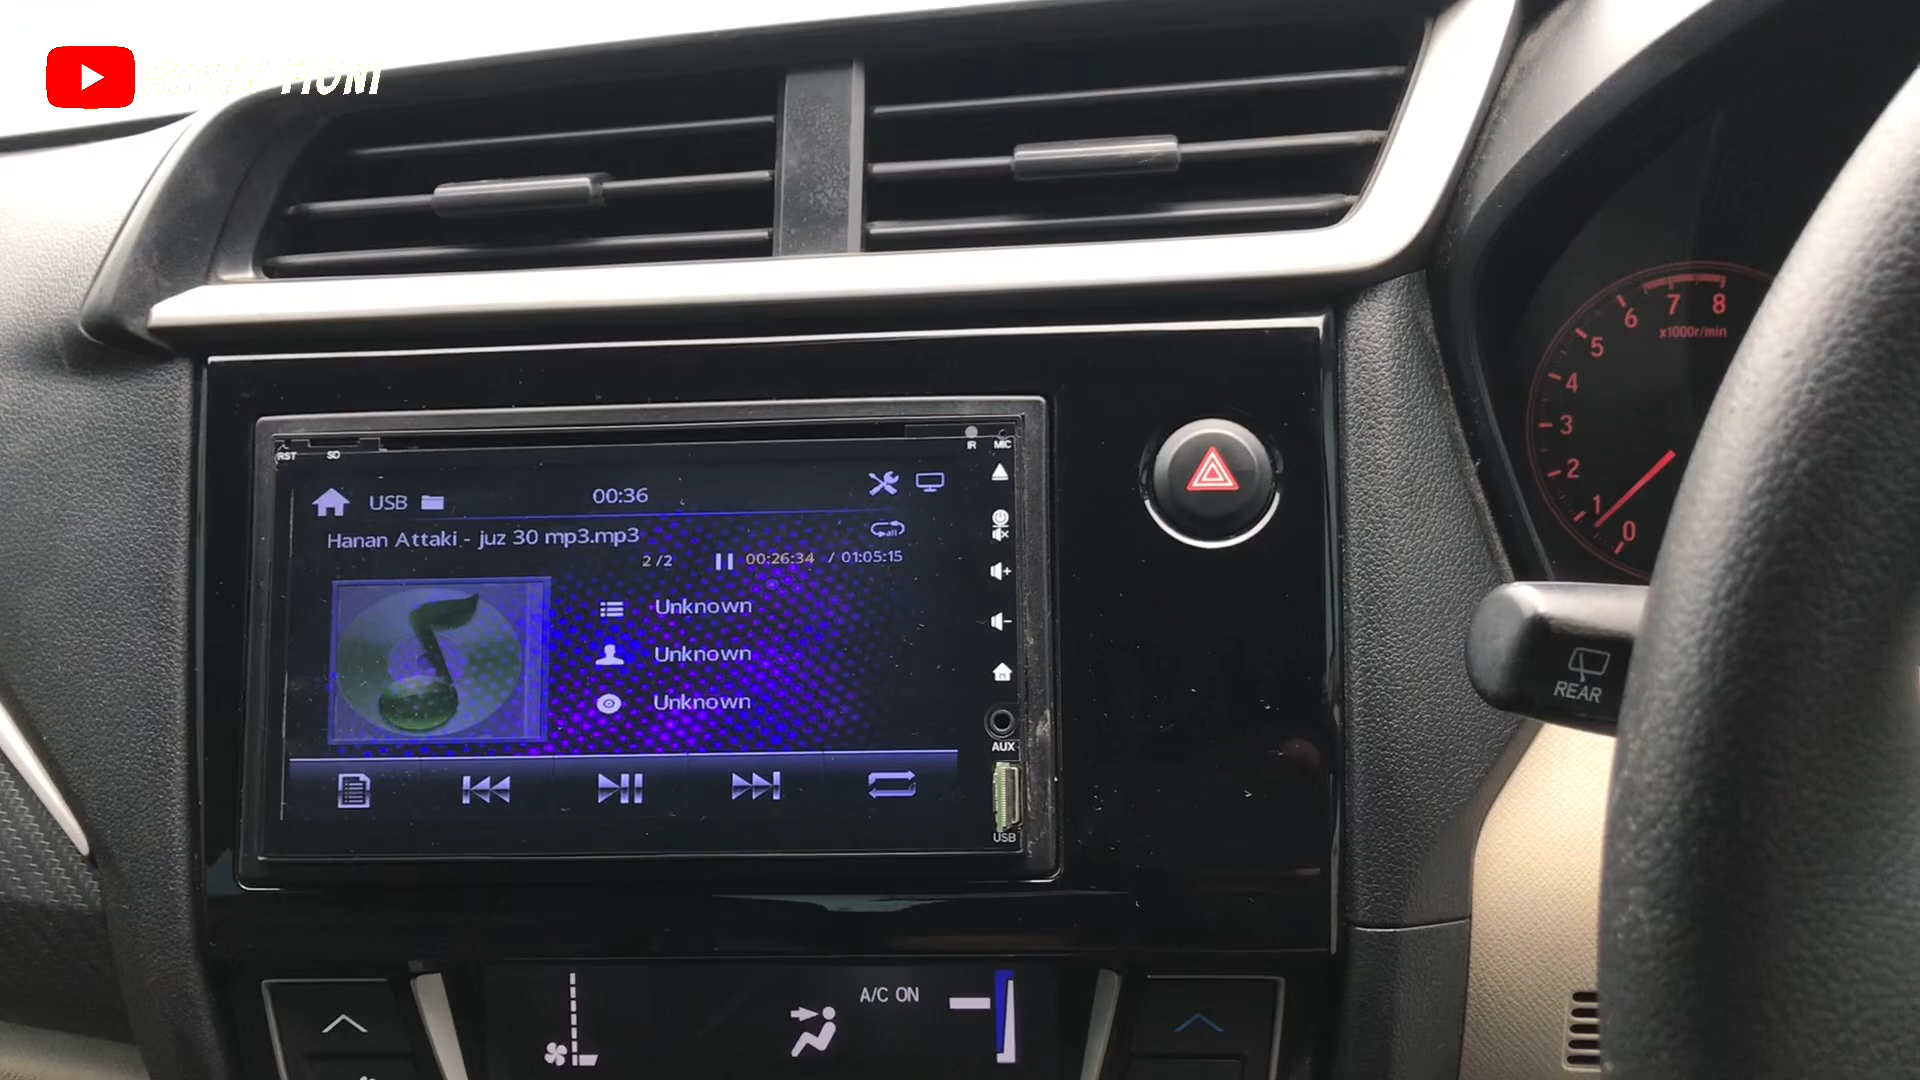 RST
SD
IR
MIC
USB
00:36
Hanan Attaki - juz 30 mp3.mp3
all
2 /2
00:26:34 / 01:05:15
Unknown
Unknown
Unknown
AUX
USB
A/C ON
8
7
6
x1000r/min
5
4
3
2
1
0
REAR